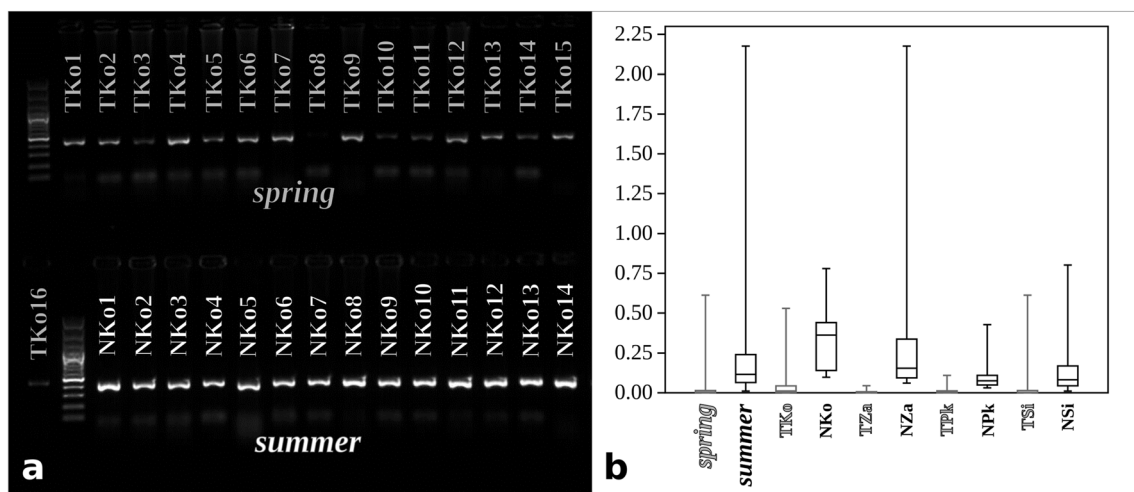 TKo1 TKo2 TKo3 TKo4 TKo5 TKo6 TKo7 TKo8 TKo9 TKo10 TKo11 TKo12 TKo13 TKo14 TKo15
spring
TKo16 NKo1 NKo2 NKo3 NKo4 NKo5 NKo6 NKo7 NKo8 NKo9 NKo10 NKo11 NKo12 NKo13 NKo14
summer
a
2.25
2.00
1.75
1.50
1.25
1.00
0.75
0.50
0.25
0.00
spring summer TKo NKo TZa NZa TPk NPk TSi NSi
b